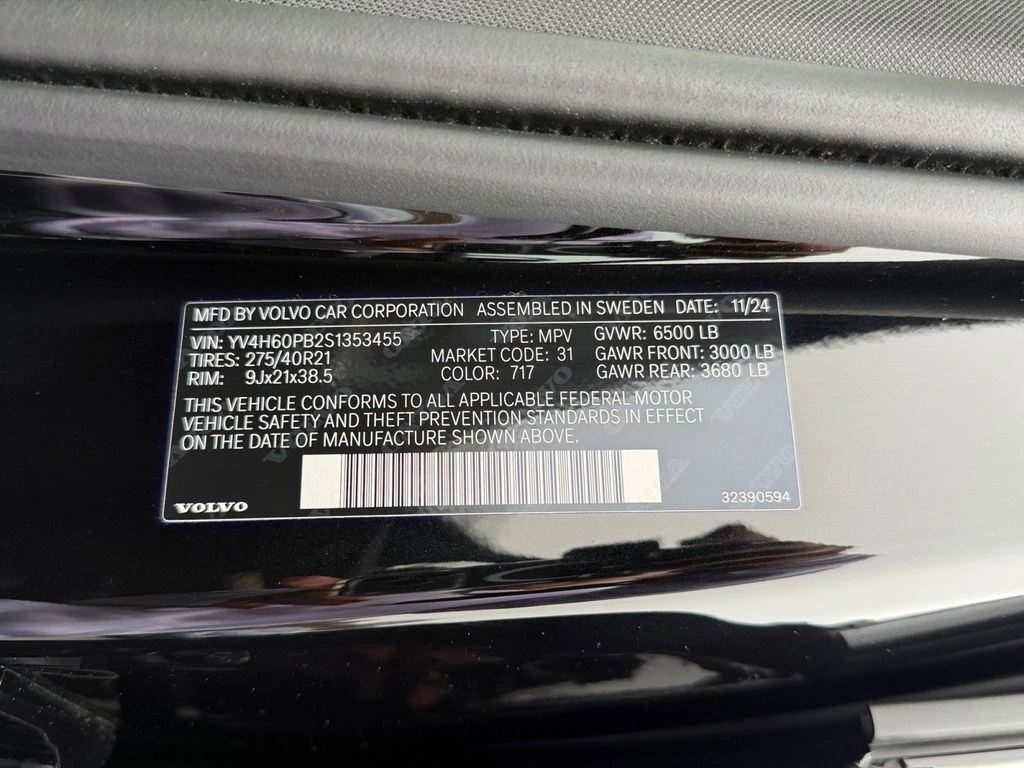 MFD BY VOLVO CAR CORPORATION ASSEMBLED IN SWEDEN DATE: 11/24
VIN: YV4H60PB2S1353455 TYPE: MPV GVWR: 6500 LB
TIRES: 275/40R21 MARKET CODE: 31 GAWR FRONT: 3000 LB
RIM: 9Jx21x38.5 COLOR: 717 GAWR REAR: 3680 LB
THIS VEHICLE CONFORMS TO ALL APPLICABLE FEDERAL MOTOR
VEHICLE SAFETY AND THEFT PREVENTION STANDARDS IN EFFECT
ON THE DATE OF MANUFACTURE SHOWN ABOVE.
VOLVO 32390594